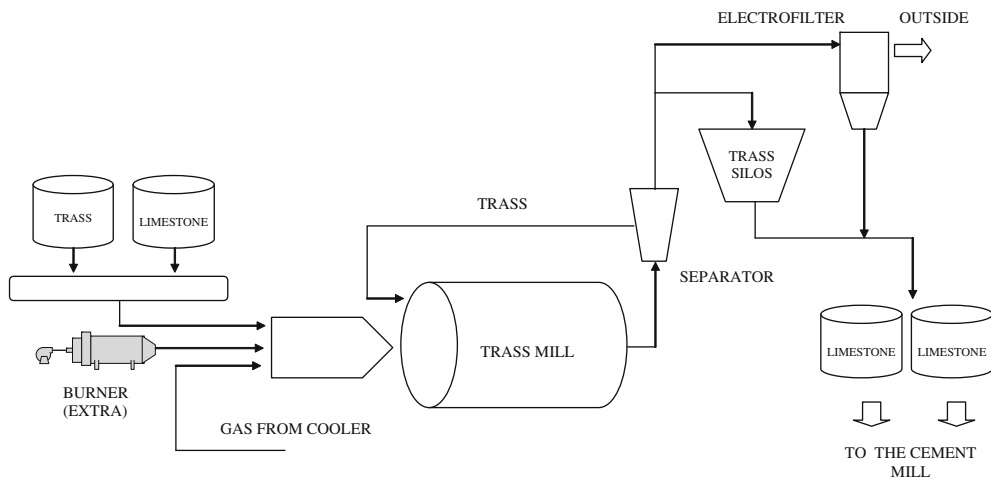 ELECTROFILTER
OUTSIDE
TRASS
SILOS
TRASS
LIMESTONE
TRASS
SEPARATOR
TRASS MILL
LIMESTONE
LIMESTONE
BURNER
(EXTRA)
GAS FROM COOLER
TO THE CEMENT
MILL